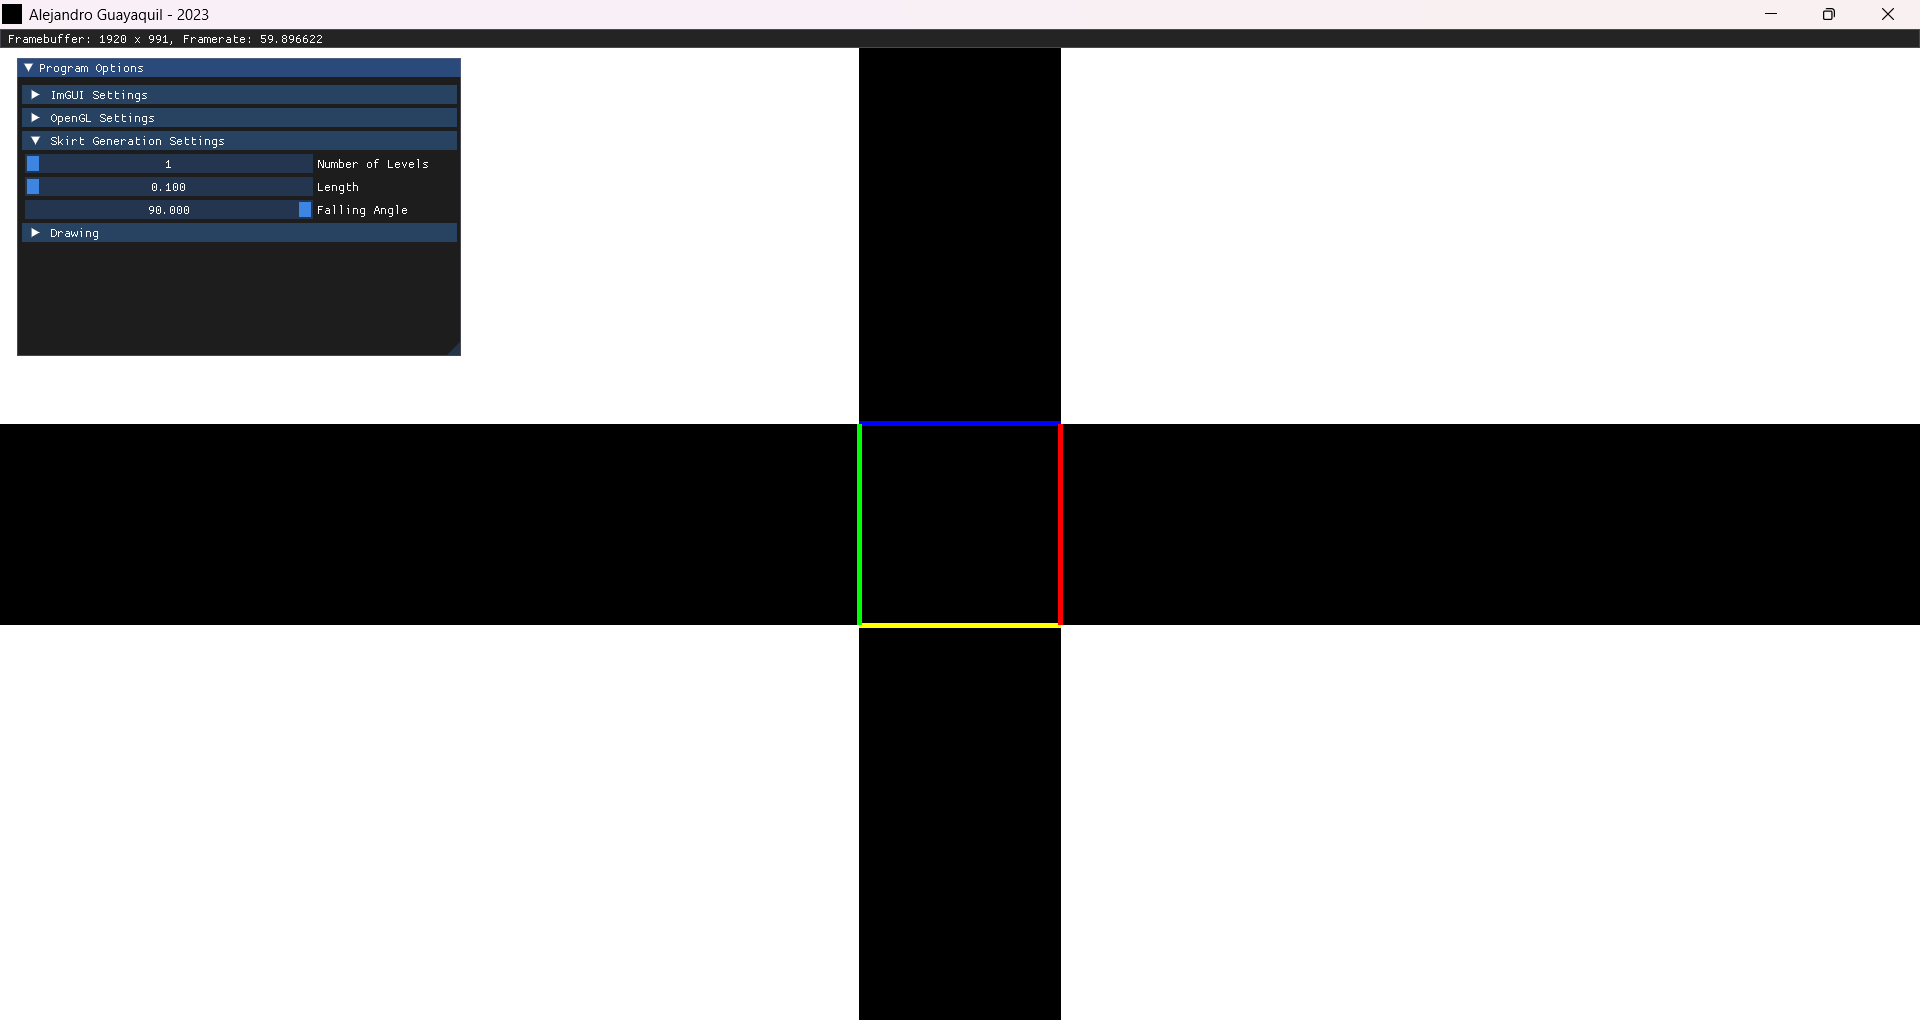 Alejandro Guayaquil - 2023
Framebuffer: 1920 x 991, Framerate: 59.896622
Program Options
ImGUI Settings
OpenGL Settings
Skirt Generation Settings
1 Number of Levels
0.100 Length
90.000 Falling Angle
Drawing